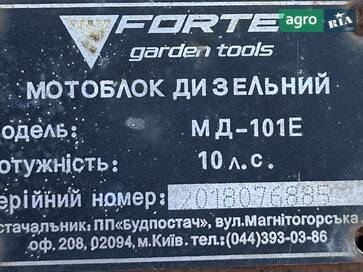 FORTE
agro RIA
garden tools
МОТОБЛОК ДИЗЕЛЬНИЙ
одель: МД-101Е
отужність: 10 л.с.
ерійний номер: 2018076885
стачальник: ПП«Будпостач», вул.Магнітогорська
оф. 208, 02094, м.Київ. тел.: (044)393-03-86